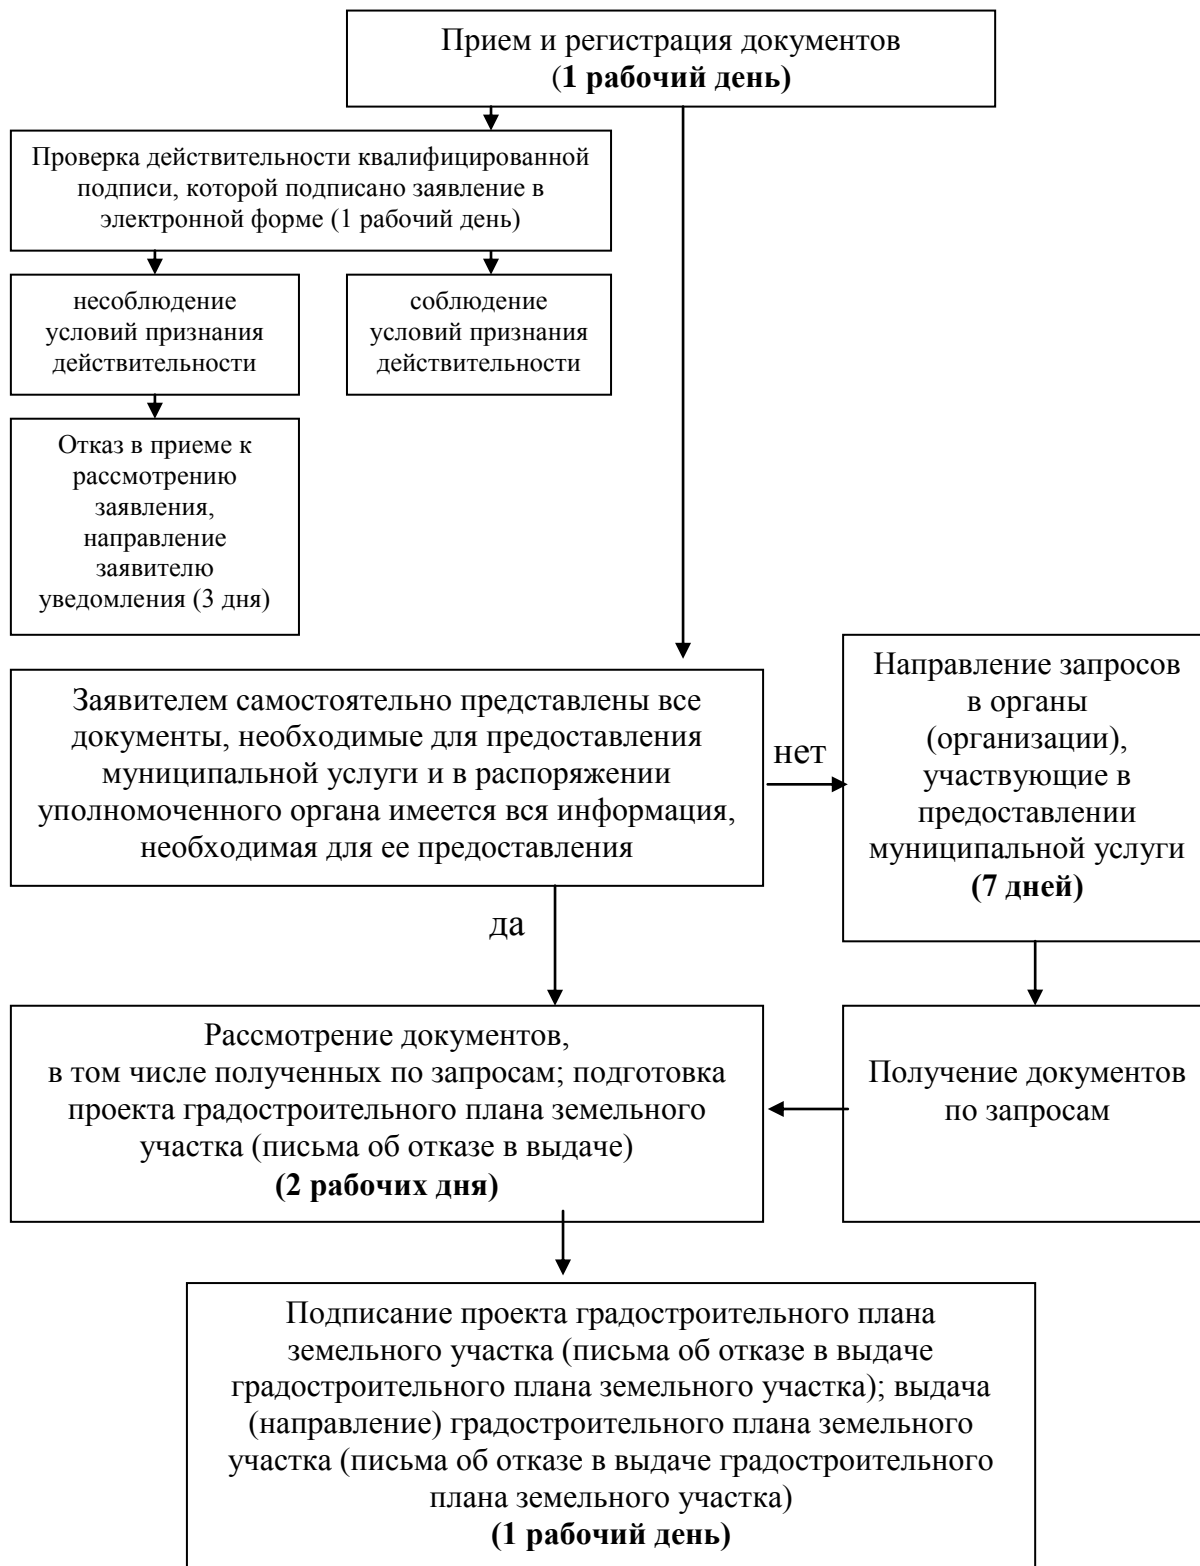 Прием и регистрация документов
(1 рабочий день)
Проверка действительности квалифицированной
подписи, которой подписано заявление в
электронной форме (1 рабочий день)
несоблюдение
условий признания
действительности
соблюдение
условий признания
действительности
Отказ в приеме к
рассмотрению
заявления,
направление
заявителю
уведомления (3 дня)
Заявителем самостоятельно представлены все
документы, необходимые для предоставления
муниципальной услуги и в распоряжении
уполномоченного органа имеется вся информация,
необходимая для ее предоставления
нет
Направление запросов
в органы
(организации),
участвующие в
предоставлении
муниципальной услуги
(7 дней)
да
Рассмотрение документов,
в том числе полученных по запросам; подготовка
проекта градостроительного плана земельного
участка (письма об отказе в выдаче)
(2 рабочих дня)
Получение документов
по запросам
Подписание проекта градостроительного плана
земельного участка (письма об отказе в выдаче
градостроительного плана земельного участка); выдача
(направление) градостроительного плана земельного
участка (письма об отказе в выдаче градостроительного
плана земельного участка)
(1 рабочий день)